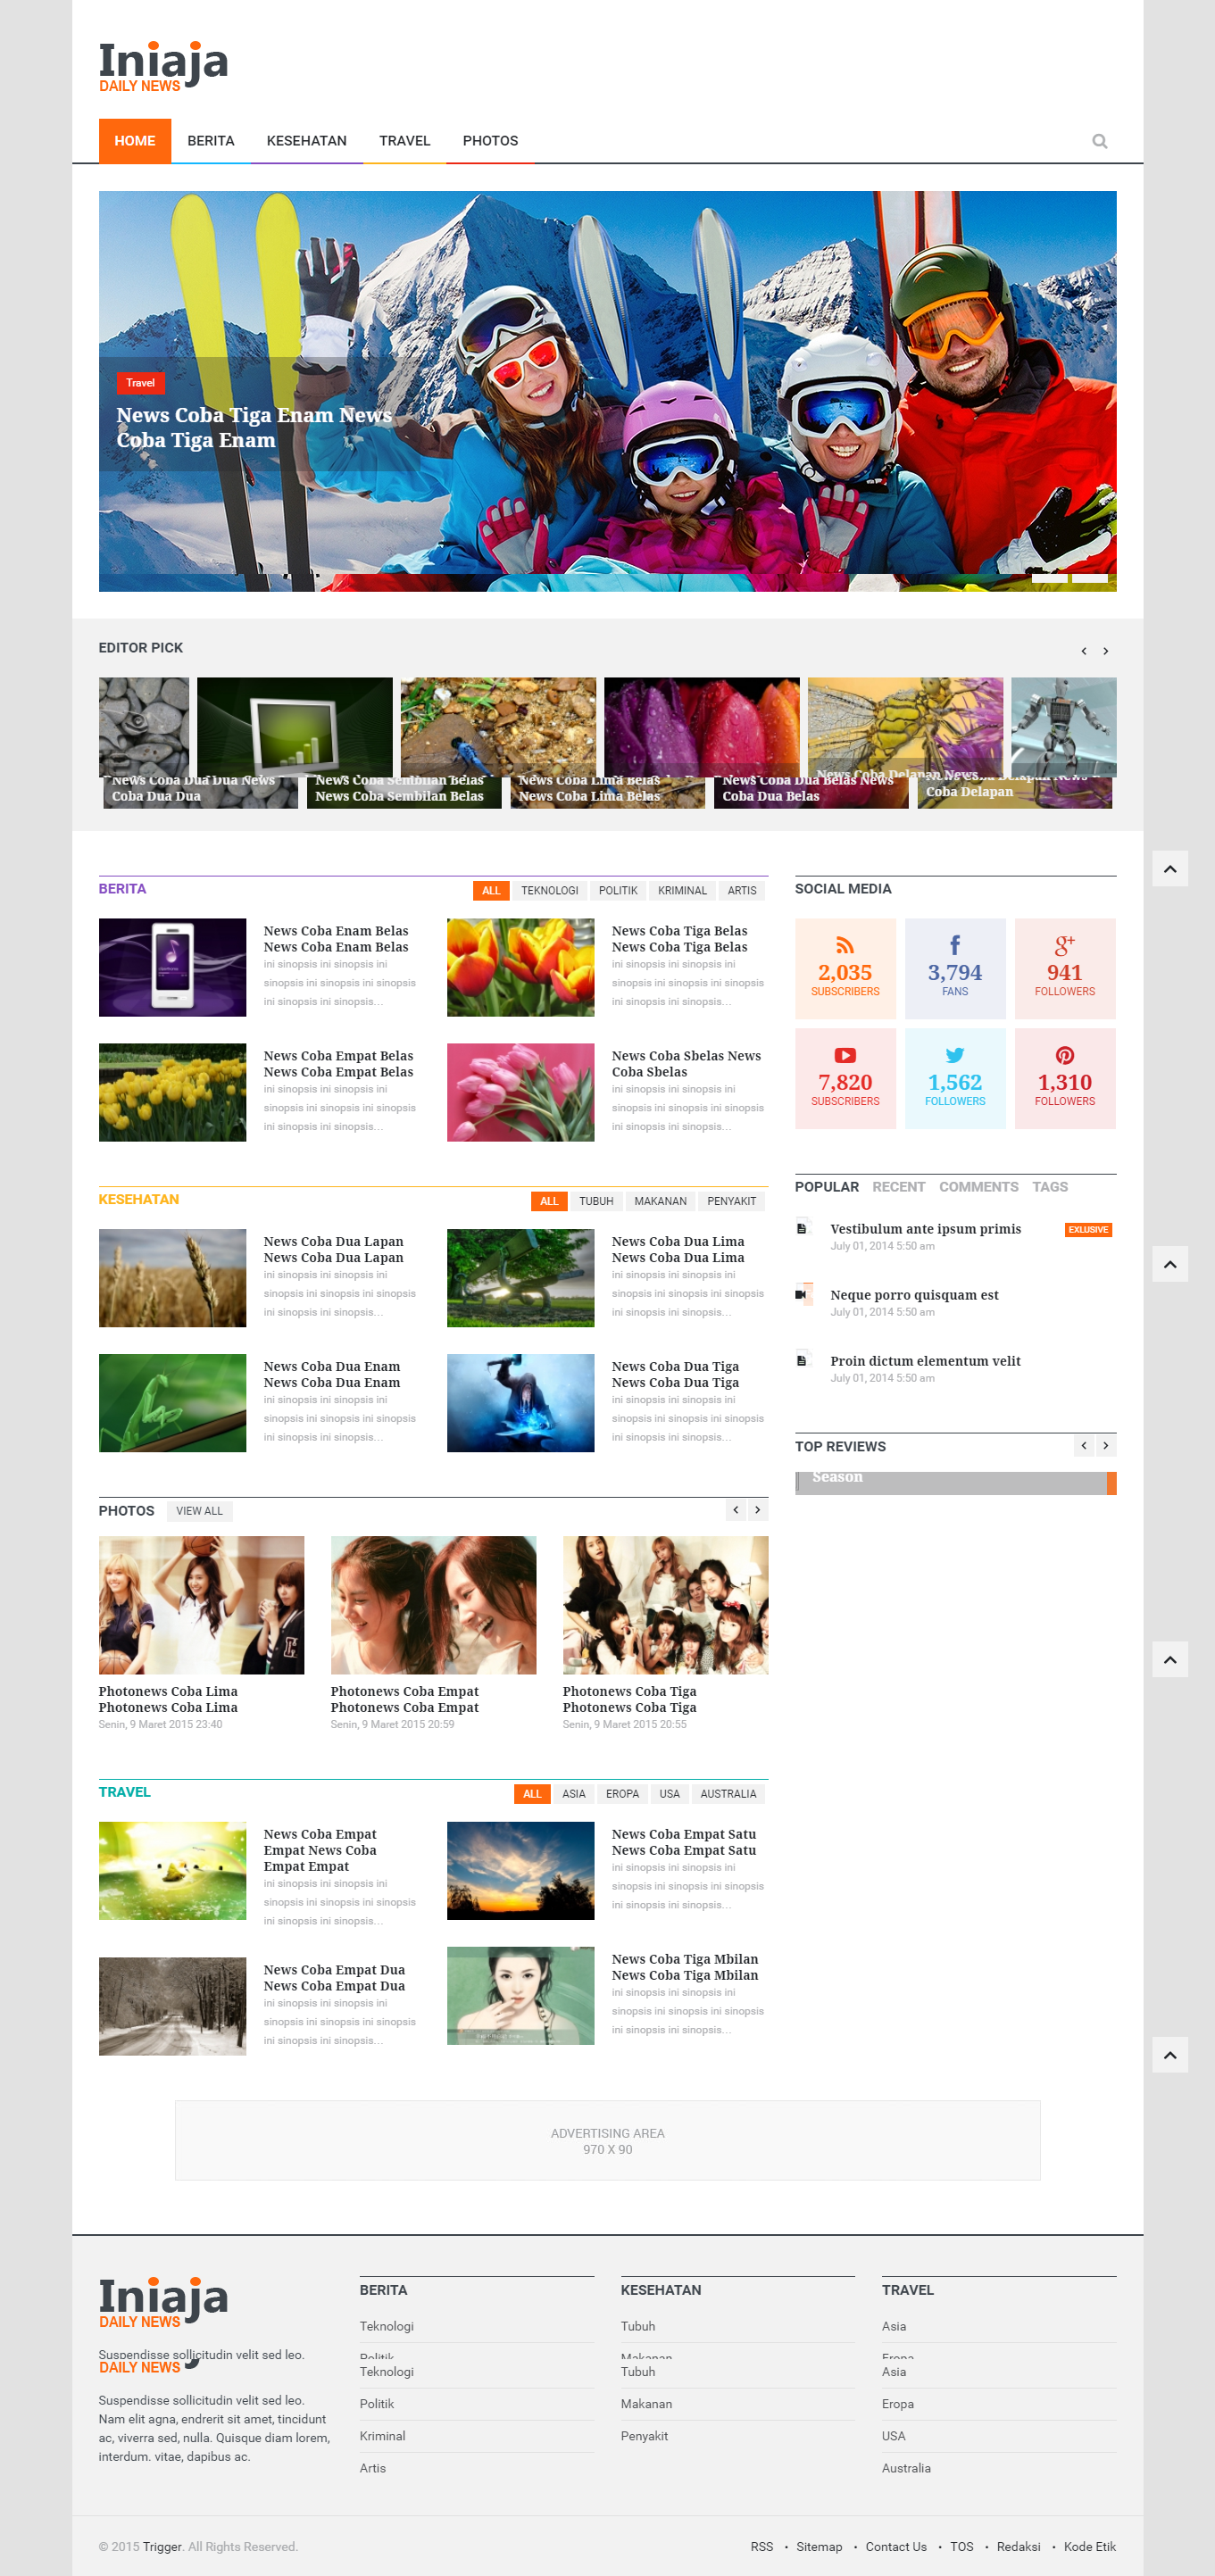 Iniaja
DAILY NEWS
HOME BERITA KESEHATAN TRAVEL PHOTOS
Travel
News Coba Tiga Enam News
Coba Tiga Enam
EDITOR PICK
News Coba Delapan News
News Coba Dua Dua News
Coba Dua Dua
News Coba Sembilan Belas
News Coba Sembilan Belas
News Coba Lima Belas
News Coba Lima Belas
News Coba Dua Belas News
Coba Dua Belas
News Coba Delapan News
Coba Delapan
BERITA
ALL TEKNOLOGI POLITIK KRIMINAL ARTIS
News Coba Enam Belas
News Coba Enam Belas
ini sinopsis ini sinopsis ini
sinopsis ini sinopsis ini sinopsis
ini sinopsis ini sinopsis...
News Coba Tiga Belas
News Coba Tiga Belas
ini sinopsis ini sinopsis ini
sinopsis ini sinopsis ini sinopsis
ini sinopsis ini sinopsis...
News Coba Empat Belas
News Coba Empat Belas
ini sinopsis ini sinopsis ini
sinopsis ini sinopsis ini sinopsis
ini sinopsis ini sinopsis...
News Coba Sbelas News
Coba Sbelas
ini sinopsis ini sinopsis ini
sinopsis ini sinopsis ini sinopsis
ini sinopsis ini sinopsis...
SOCIAL MEDIA
2,035
SUBSCRIBERS
3,794
FANS
941
FOLLOWERS
7,820
SUBSCRIBERS
1,562
FOLLOWERS
1,310
FOLLOWERS
KESEHATAN
ALL TUBUH MAKANAN PENYAKIT
News Coba Dua Lapan
News Coba Dua Lapan
ini sinopsis ini sinopsis ini
sinopsis ini sinopsis ini sinopsis
ini sinopsis ini sinopsis...
News Coba Dua Lima
News Coba Dua Lima
ini sinopsis ini sinopsis ini
sinopsis ini sinopsis ini sinopsis
ini sinopsis ini sinopsis...
News Coba Dua Enam
News Coba Dua Enam
ini sinopsis ini sinopsis ini
sinopsis ini sinopsis ini sinopsis
ini sinopsis ini sinopsis...
News Coba Dua Tiga
News Coba Dua Tiga
ini sinopsis ini sinopsis ini
sinopsis ini sinopsis ini sinopsis
ini sinopsis ini sinopsis...
POPULAR RECENT COMMENTS TAGS
Vestibulum ante ipsum primis
EXLUSIVE
July 01, 2014 5:50 am
Neque porro quisquam est
July 01, 2014 5:50 am
Proin dictum elementum velit
July 01, 2014 5:50 am
TOP REVIEWS
Season
PHOTOS VIEW ALL
Photonews Coba Lima
Photonews Coba Lima
Senin, 9 Maret 2015 23:40
Photonews Coba Empat
Photonews Coba Empat
Senin, 9 Maret 2015 20:59
Photonews Coba Tiga
Photonews Coba Tiga
Senin, 9 Maret 2015 20:55
TRAVEL
ALL ASIA EROPA USA AUSTRALIA
News Coba Empat
Empat News Coba
Empat Empat
ini sinopsis ini sinopsis ini
sinopsis ini sinopsis ini sinopsis
ini sinopsis ini sinopsis...
News Coba Empat Satu
News Coba Empat Satu
ini sinopsis ini sinopsis ini
sinopsis ini sinopsis ini sinopsis
ini sinopsis ini sinopsis...
News Coba Empat Dua
News Coba Empat Dua
ini sinopsis ini sinopsis ini
sinopsis ini sinopsis ini sinopsis
ini sinopsis ini sinopsis...
News Coba Tiga Mbilan
News Coba Tiga Mbilan
ini sinopsis ini sinopsis ini
sinopsis ini sinopsis ini sinopsis
ini sinopsis ini sinopsis...
ADVERTISING AREA
970 X 90
Iniaja
DAILY NEWS
Suspendisse sollicitudin velit sed leo.
DAILY NEWS
Suspendisse sollicitudin velit sed leo.
Nam elit agna, endrerit sit amet, tincidunt
ac, viverra sed, nulla. Quisque diam lorem,
interdum. vitae, dapibus ac.
BERITA
Teknologi
Politik
Teknologi
Politik
Kriminal
Artis
KESEHATAN
Tubuh
Makanan
Tubuh
Makanan
Penyakit
TRAVEL
Asia
Eropa
Asia
Eropa
USA
Australia
© 2015 Trigger. All Rights Reserved.
RSS • Sitemap • Contact Us • TOS • Redaksi • Kode Etik